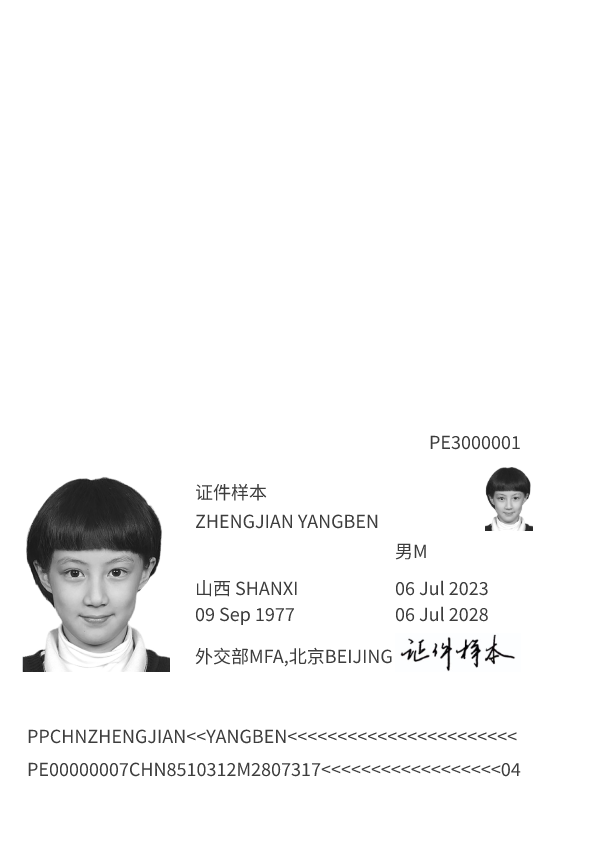 PE3000001
证件样本
ZHENGJIAN YANGBEN
男M
山西 SHANXI 06 Jul 2023
09 Sep 1977 06 Jul 2028
外交部MFA,北京BEIJING 证件样本
PPCHNZHENGJIAN<<YANGBEN<<<<<<<<<<<<<<<<<<<<<<<
PE00000007CHN8510312M2807317<<<<<<<<<<<<<<<<<<04